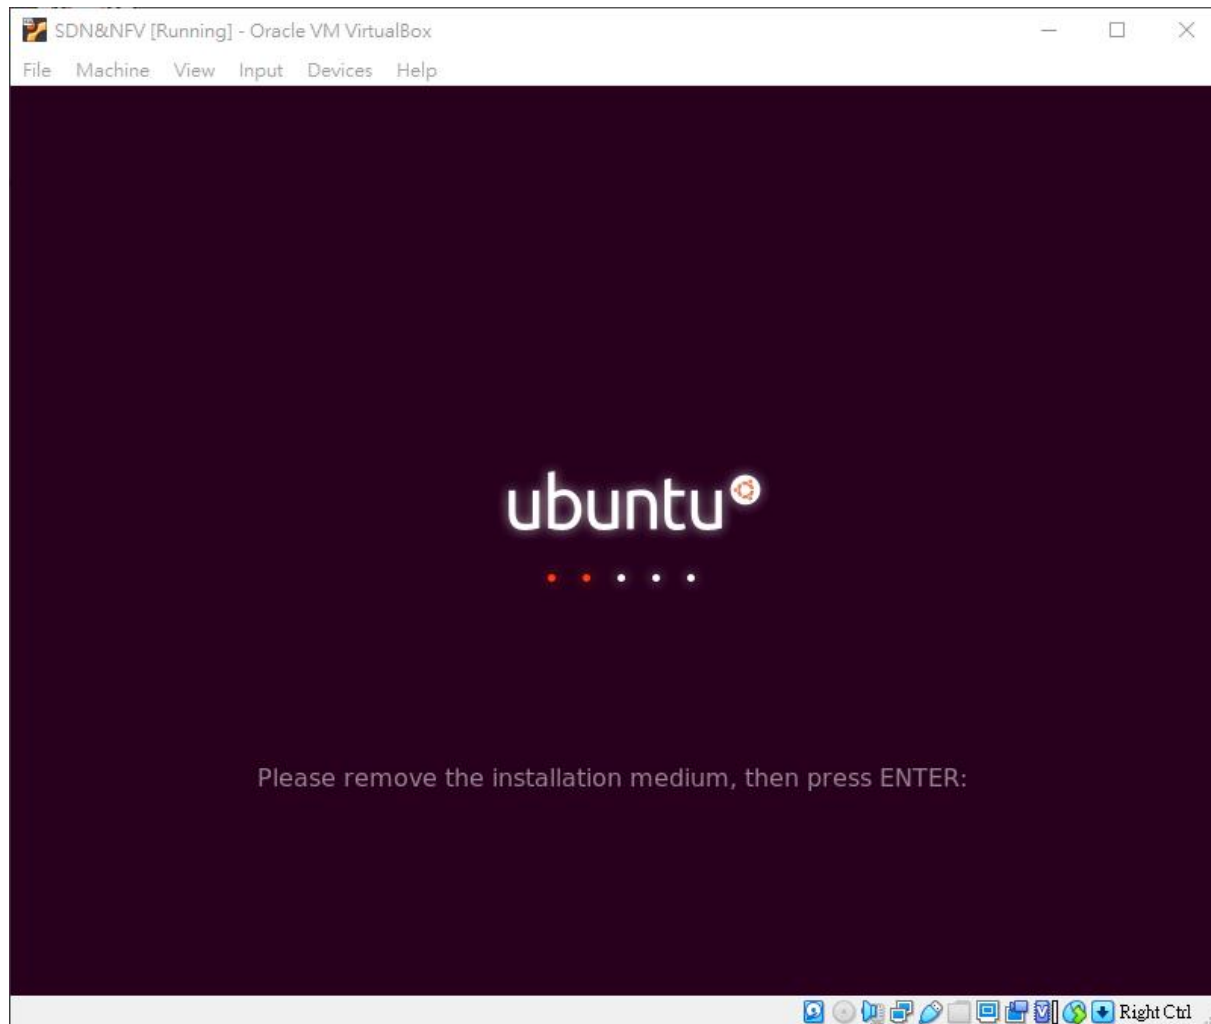 SDN&NFV [Running] - Oracle VM VirtualBox
File Machine View Input Devices Help
ubuntu
Please remove the installation medium, then press ENTER:
Right Ctrl